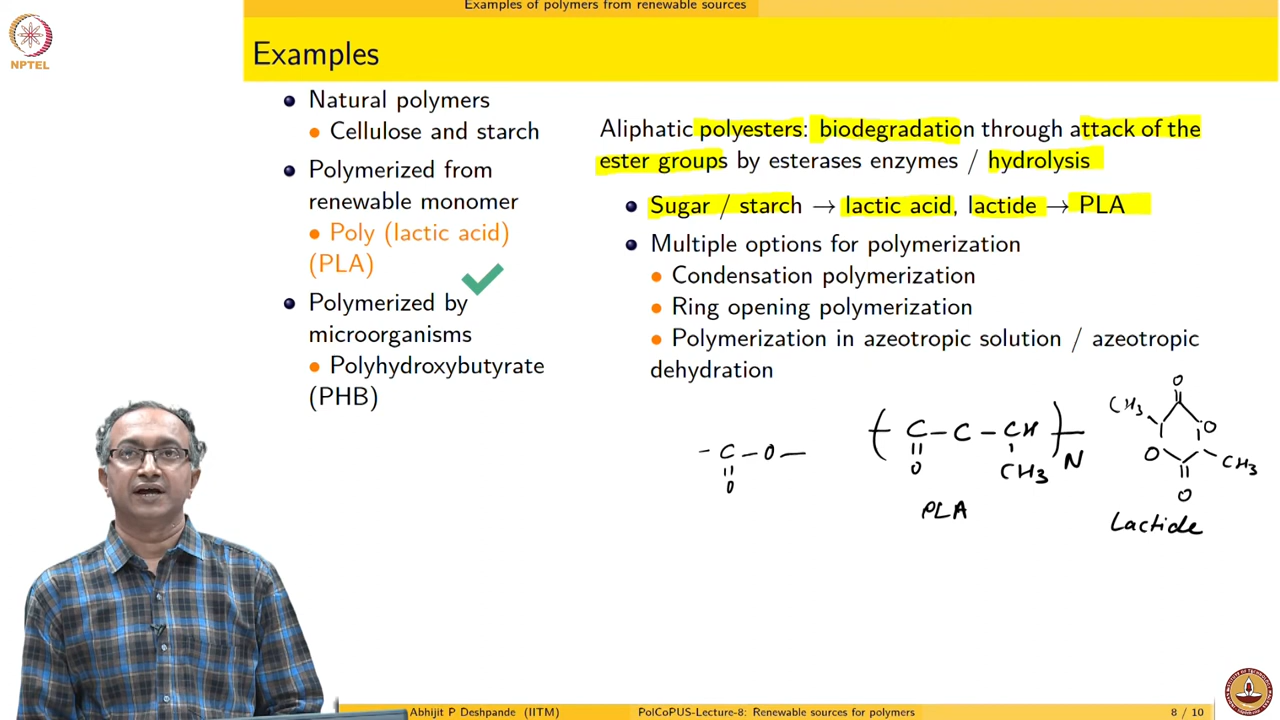 Examples of polymers from renewable sources
NPTEL
Examples
Natural polymers
Cellulose and starch
Polymerized from
renewable monomer
Poly (lactic acid)
(PLA)
Polymerized by
microorganisms
Polyhydroxybutyrate
(PHB)
Aliphatic polyesters: biodegradation through attack of the
ester groups by esterases enzymes / hydrolysis
Sugar / starch → lactic acid, lactide → PLA
Multiple options for polymerization
Condensation polymerization
Ring opening polymerization
Polymerization in azeotropic solution / azeotropic
dehydration
- C - O -
O
( C - C - CH ) N
O CH3
PLA
O
CH3
O
O
CH3
O
Lactide
Abhijit P Deshpande (IITM) PolCoPUS-Lecture-8: Renewable sources for polymers 8 / 10